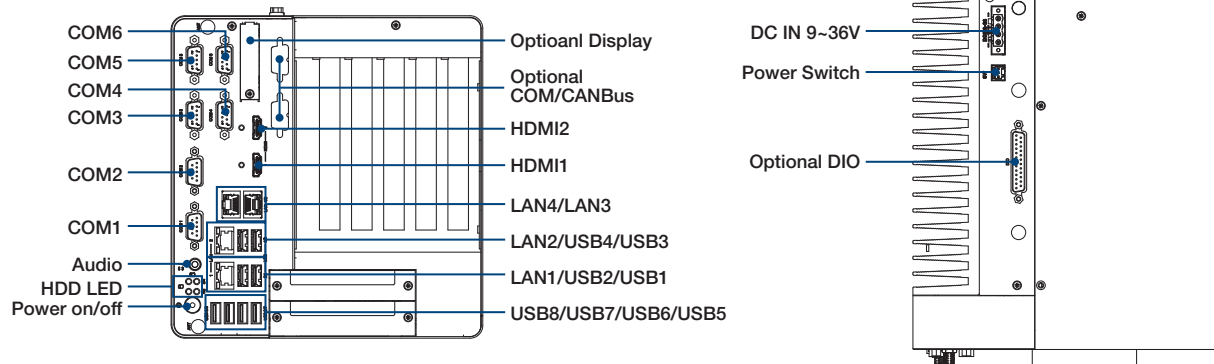 COM6
COM5
COM4
COM3
COM2
COM1
Audio
HDD LED
Power on/off
Optioanl Display
Optional
COM/CANBus
HDMI2
HDMI1
LAN4/LAN3
LAN2/USB4/USB3
LAN1/USB2/USB1
USB8/USB7/USB6/USB5
DC IN 9~36V
Power Switch
Optional DIO